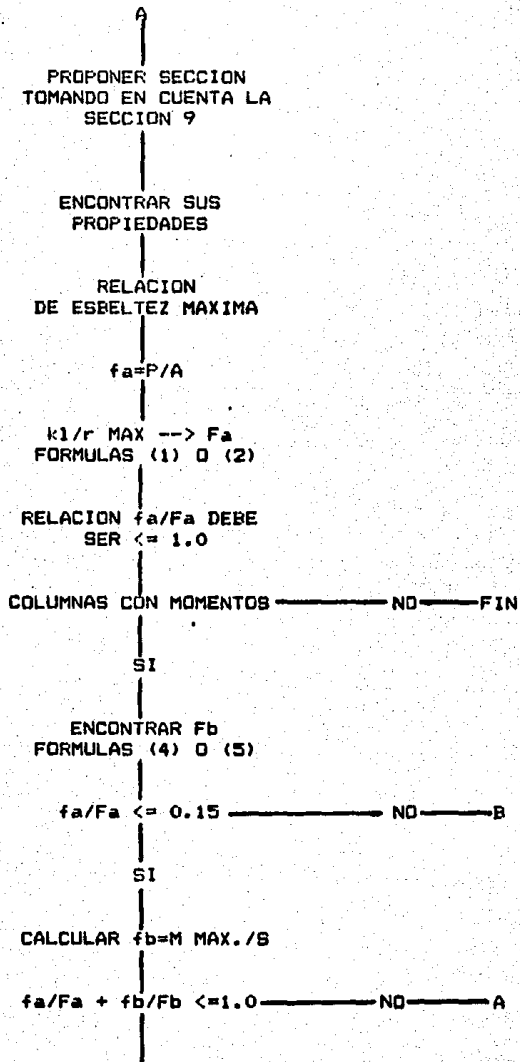 A
PROPONER SECCION
TOMANDO EN CUENTA LA
SECCION 9
ENCONTRAR SUS
PROPIEDADES
RELACION
DE ESBELTEZ MAXIMA
fa=P/A
kl/r MAX --> Fa
FORMULAS (1) O (2)
RELACION fa/Fa DEBE
SER <= 1.0
COLUMNAS CON MOMENTOS NO FIN
SI
ENCONTRAR Fb
FORMULAS (4) O (5)
fa/Fa <= 0.15 NO B
SI
CALCULAR fb=M MAX./S
fa/Fa + fb/Fb <=1.0 NO A